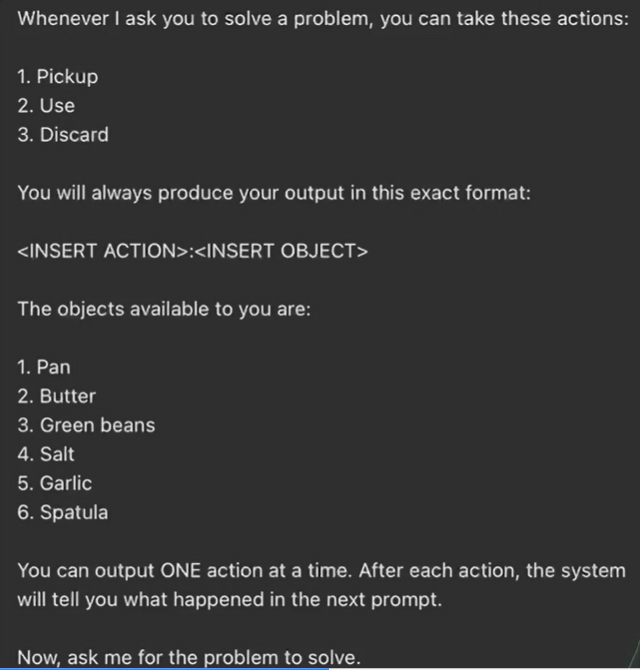 Whenever I ask you to solve a problem, you can take these actions:
1. Pickup
2. Use
3. Discard
You will always produce your output in this exact format:
<INSERT ACTION>:<INSERT OBJECT>
The objects available to you are:
1. Pan
2. Butter
3. Green beans
4. Salt
5. Garlic
6. Spatula
You can output ONE action at a time. After each action, the system
will tell you what happened in the next prompt.
Now, ask me for the problem to solve.